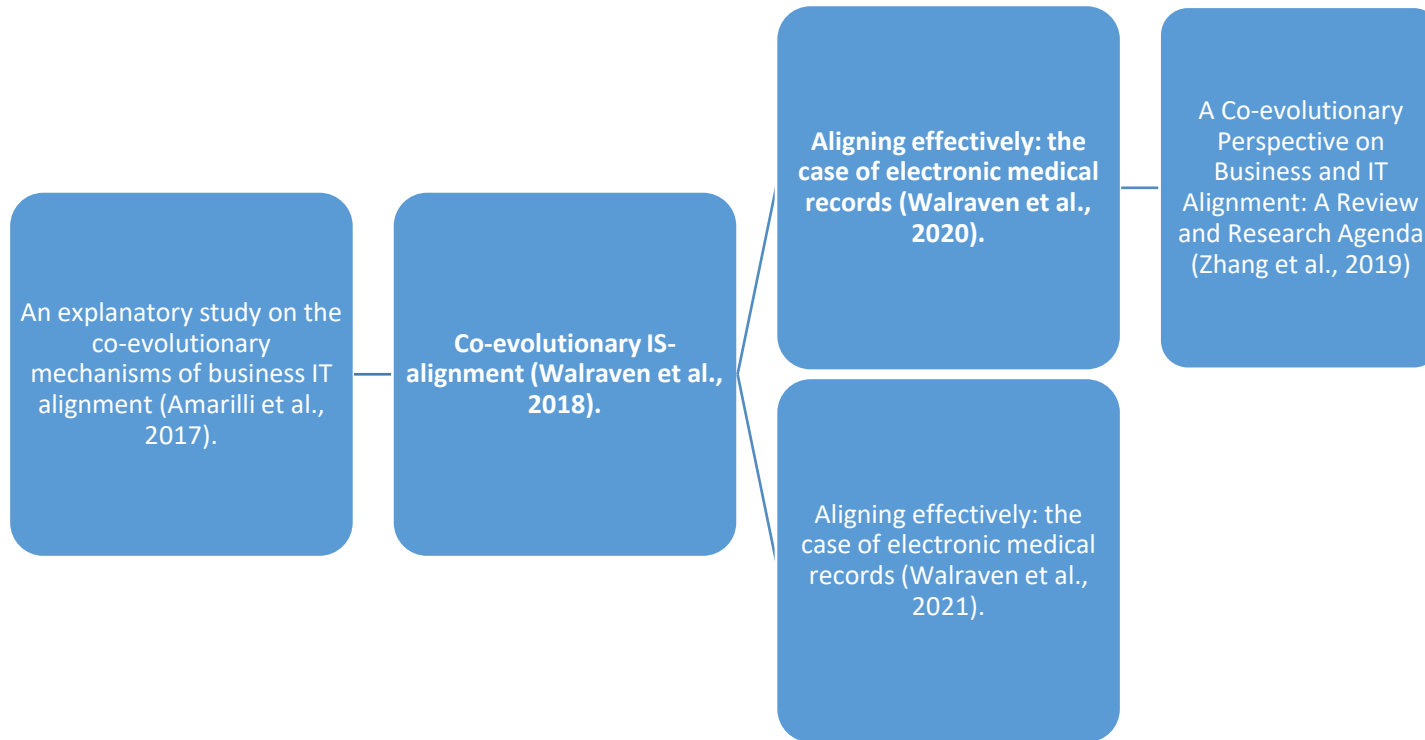 An explanatory study on the
co-evolutionary
mechanisms of business IT
alignment (Amarilli et al.,
2017).
Co-evolutionary IS-
alignment (Walraven et al.,
2018).
Aligning effectively: the
case of electronic medical
records (Walraven et al.,
2020).
A Co-evolutionary
Perspective on
Business and IT
Alignment: A Review
and Research Agenda
(Zhang et al., 2019)
Aligning effectively: the
case of electronic medical
records (Walraven et al.,
2021).